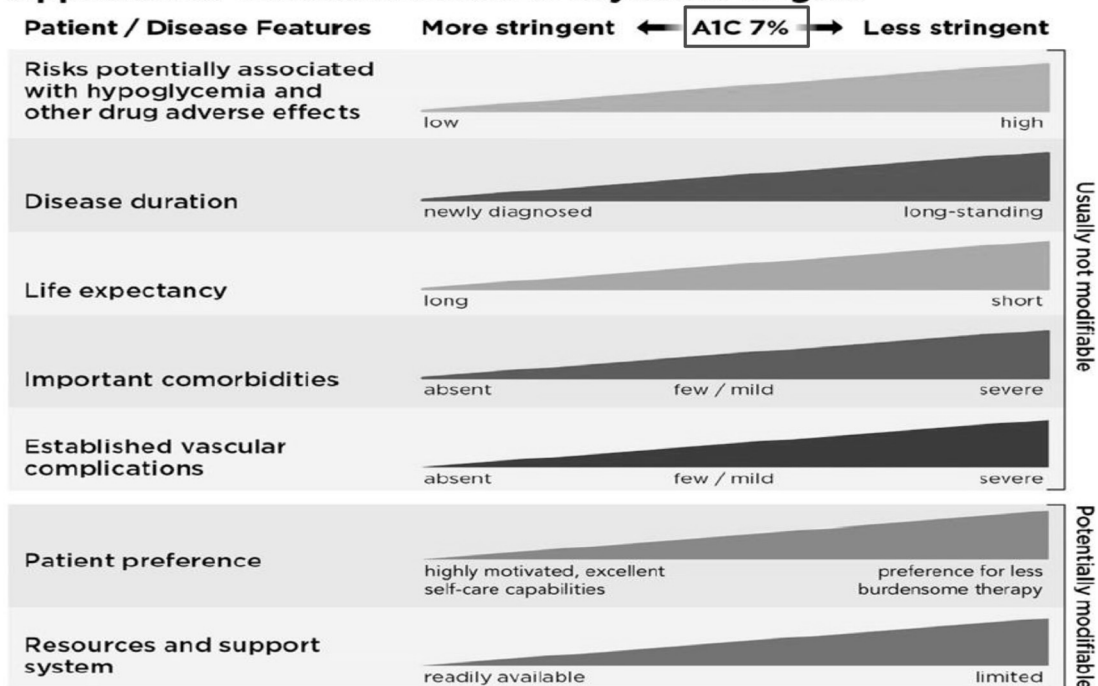 Patient / Disease Features More stringent A1C 7% Less stringent
Risks potentially associated
with hypoglycemia and
other drug adverse effects
low high
Disease duration
newly diagnosed long-standing
Life expectancy
long short
Important comorbidities
absent few / mild severe
Established vascular
complications
absent few / mild severe
Usually not modifiable
Patient preference
highly motivated, excellent preference for less
self-care capabilities burdensome therapy
Resources and support
system
readily available limited
Potentially modifiable